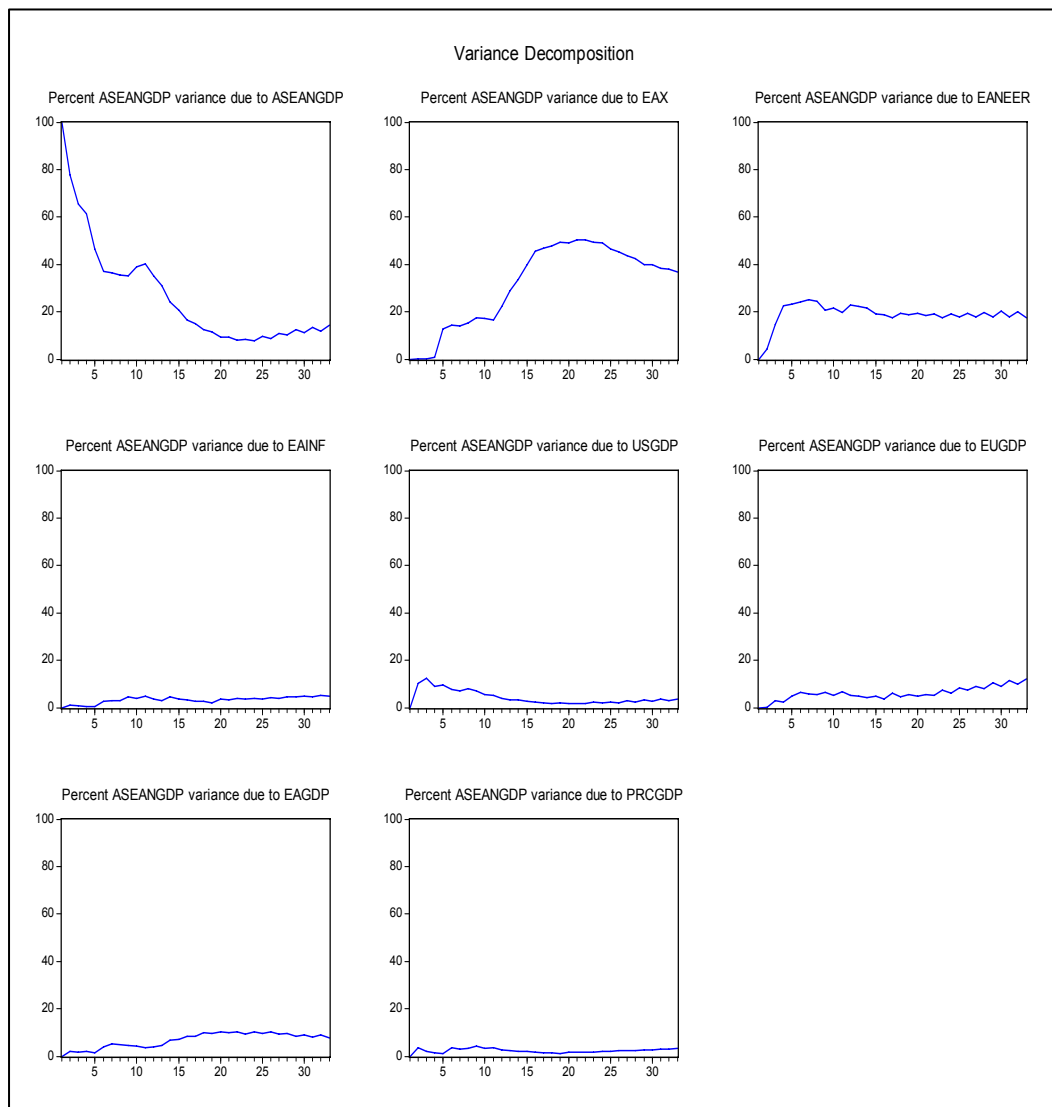 Variance Decomposition
Percent ASEANGDP variance due to ASEANGDP
100
80
60
40
20
0
5 10 15 20 25 30
Percent ASEANGDP variance due to EAX
100
80
60
40
20
0
5 10 15 20 25 30
Percent ASEANGDP variance due to EANEER
100
80
60
40
20
0
5 10 15 20 25 30
Percent ASEANGDP variance due to EAINF
100
80
60
40
20
0
5 10 15 20 25 30
Percent ASEANGDP variance due to USGDP
100
80
60
40
20
0
5 10 15 20 25 30
Percent ASEANGDP variance due to EUGDP
100
80
60
40
20
0
5 10 15 20 25 30
Percent ASEANGDP variance due to EAGDP
100
80
60
40
20
0
5 10 15 20 25 30
Percent ASEANGDP variance due to PRCGDP
100
80
60
40
20
0
5 10 15 20 25 30